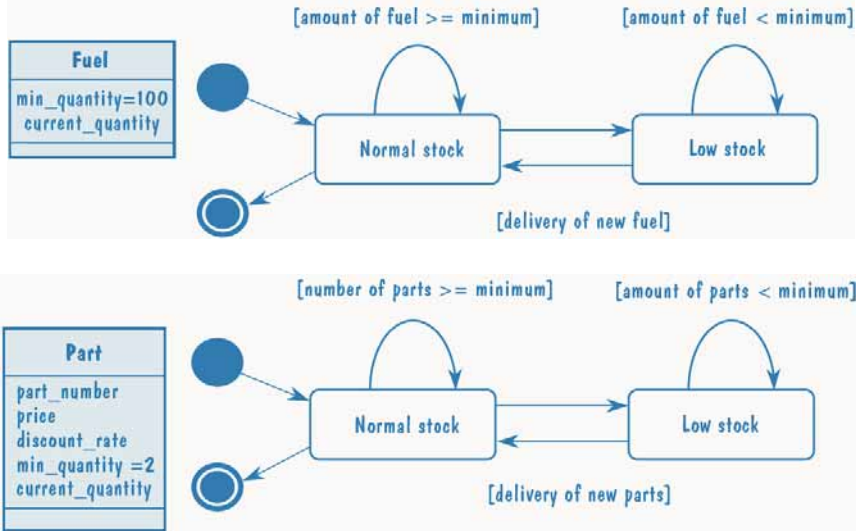 [amount of fuel >= minimum]
[amount of fuel < minimum]
Fuel
min_quantity=100
current_quantity
Normal stock
Low stock
[delivery of new fuel]
[number of parts >= minimum]
[amount of parts < minimum]
Part
part_number
price
discount_rate
min_quantity =2
current_quantity
Normal stock
Low stock
[delivery of new parts]